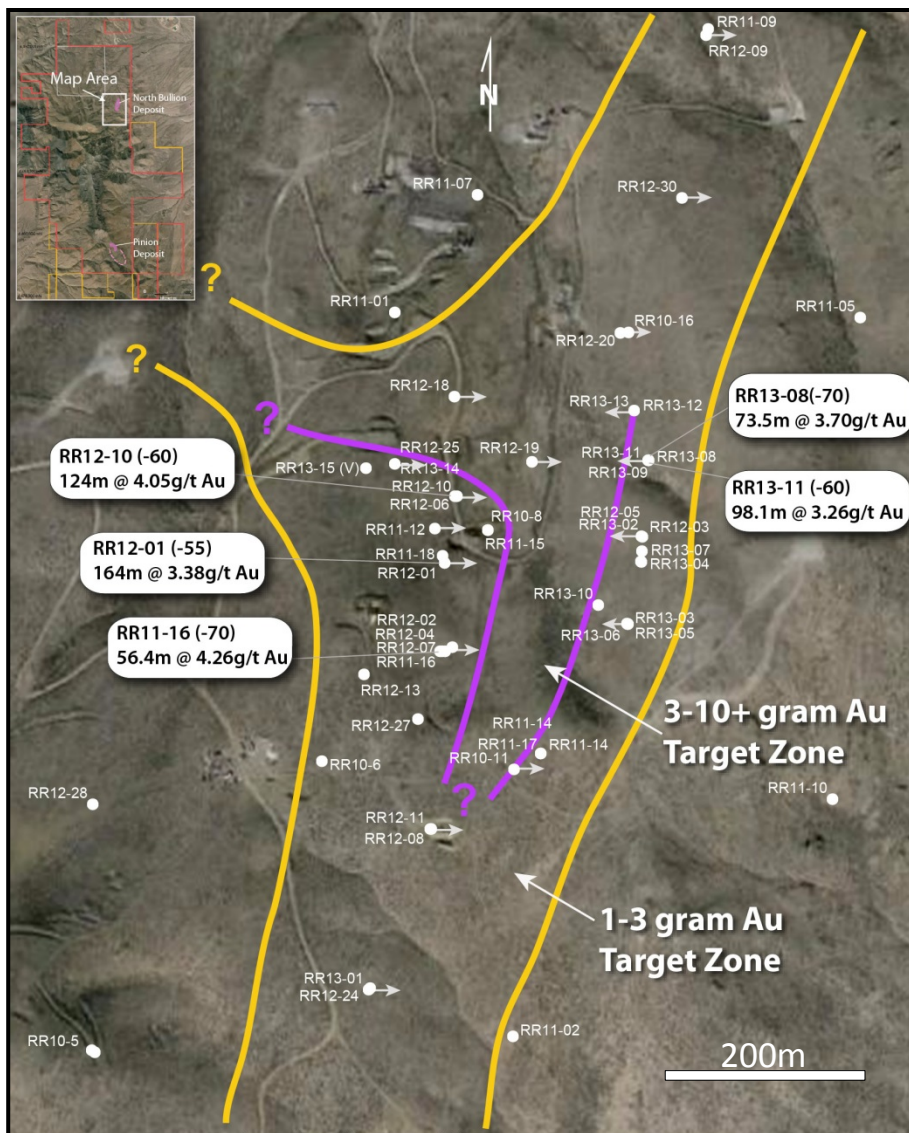 Map Area
North Bullion
Deposit
Pinion
Deposit
N
RR11-09
RR12-09
RR11-07
RR12-30
?
RR11-01
RR11-05
RR10-16
RR12-20
?
RR12-18
RR13-08(-70)
73.5m @ 3.70g/t Au
?
RR13-13
RR13-12
RR12-10 (-60)
124m @ 4.05g/t Au
RR12-25
RR13-15 (V)
RR13-14
RR12-19
RR13-11
RR13-08
RR13-09
RR13-11 (-60)
98.1m @ 3.26g/t Au
RR12-10
RR12-06
RR10-8
RR11-12
RR11-15
RR12-05
RR13-02
RR12-03
RR13-07
RR13-04
RR12-01 (-55)
164m @ 3.38g/t Au
RR11-18
RR12-01
RR13-10
RR11-16 (-70)
56.4m @ 4.26g/t Au
RR12-02
RR12-04
RR12-07
RR11-16
RR13-03
RR13-06
RR13-05
RR12-13
RR12-27
3-10+ gram Au
Target Zone
RR11-14
RR11-17
RR11-14
RR10-11
RR10-6
RR12-28
RR11-10
?
RR12-11
RR12-08
1-3 gram Au
Target Zone
RR13-01
RR12-24
RR10-5
RR11-02
200m